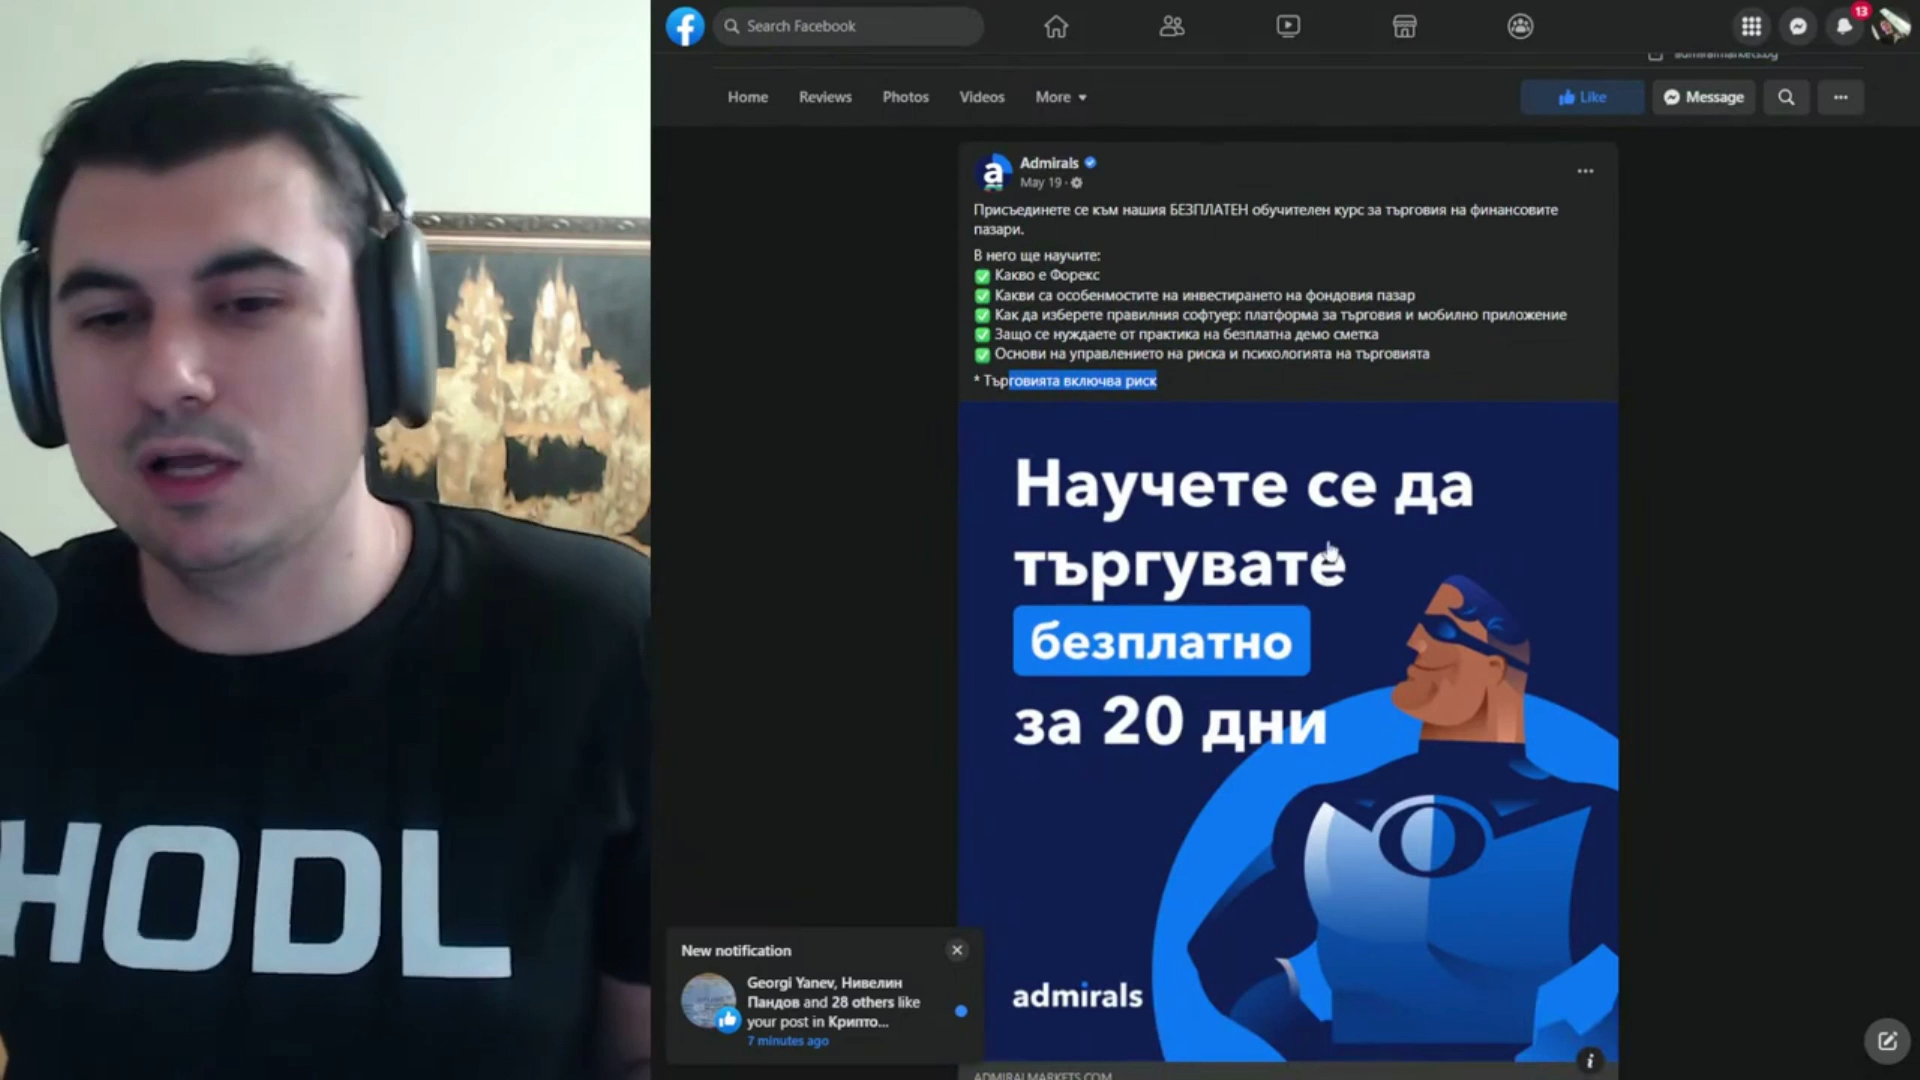 Search Facebook
13
admiralmarkets.bg
Home
Reviews
Photos
Videos
More
Like
Message
Admirals
May 19 ·
Присъединете се към нашия БЕЗПЛАТЕН обучителен курс за търговия на финансовите
пазари.
В него ще научите:
✅ Какво е Форекс
✅ Какви са особеностите на инвестирането на фондовия пазар
✅ Как да изберете правилния софтуер: платформа за търговия и мобилно приложение
✅ Защо се нуждаете от практика на безплатна демо сметка
✅ Основи на управлението на риска и психологията на търговията
* Търговията включва риск
Научете се да
търгувате
безплатно
за 20 дни
admirals
HODL
New notification
Georgi Yanev, Нивелин
Пандов and 28 others like
your post in Крипто...
7 minutes ago
ADMIRALMARKETS.COM